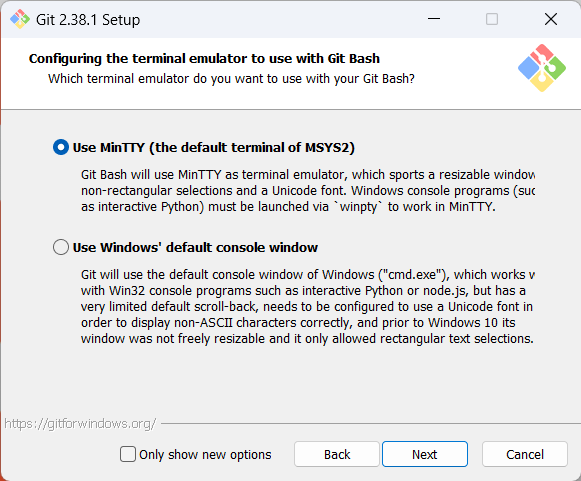 Git 2.38.1 Setup
Configuring the terminal emulator to use with Git Bash
Which terminal emulator do you want to use with your Git Bash?
Use MinTTY (the default terminal of MSYS2)
Git Bash will use MinTTY as terminal emulator, which sports a resizable window
non-rectangular selections and a Unicode font. Windows console programs (suc
as interactive Python) must be launched via `winpty` to work in MinTTY.
Use Windows' default console window
Git will use the default console window of Windows ("cmd.exe"), which works w
with Win32 console programs such as interactive Python or node.js, but has a
very limited default scroll-back, needs to be configured to use a Unicode font in
order to display non-ASCII characters correctly, and prior to Windows 10 its
window was not freely resizable and it only allowed rectangular text selections.
https://gitforwindows.org/
Only show new options
Back
Next
Cancel